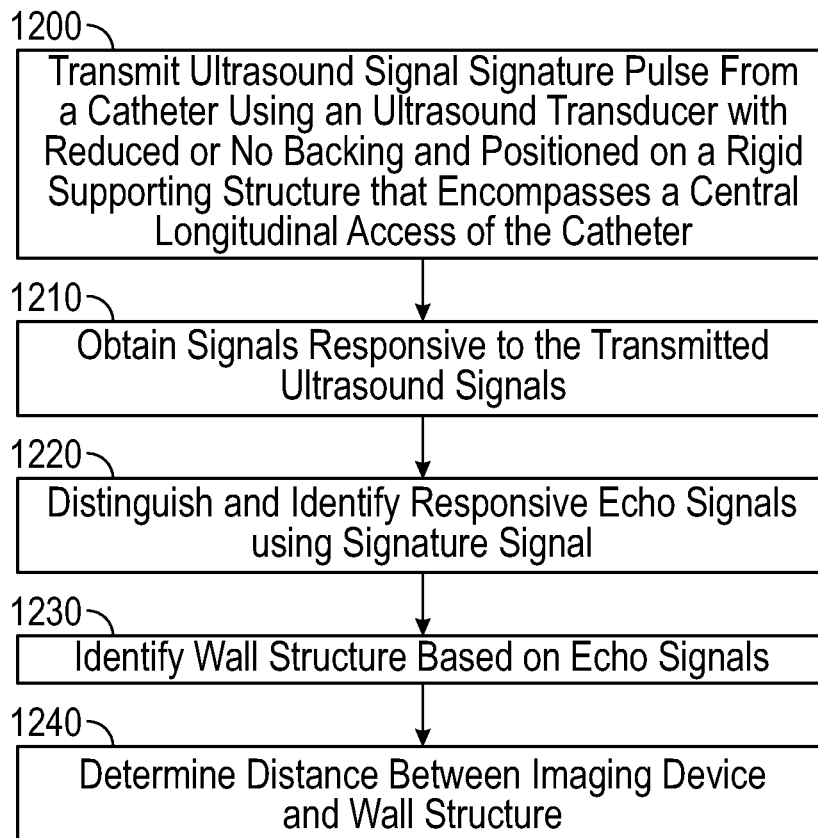 1200
Transmit Ultrasound Signal Signature Pulse From
a Catheter Using an Ultrasound Transducer with
Reduced or No Backing and Positioned on a Rigid
Supporting Structure that Encompasses a Central
Longitudinal Access of the Catheter
1210
Obtain Signals Responsive to the Transmitted
Ultrasound Signals
1220
Distinguish and Identify Responsive Echo Signals
using Signature Signal
1230
Identify Wall Structure Based on Echo Signals
1240
Determine Distance Between Imaging Device
and Wall Structure